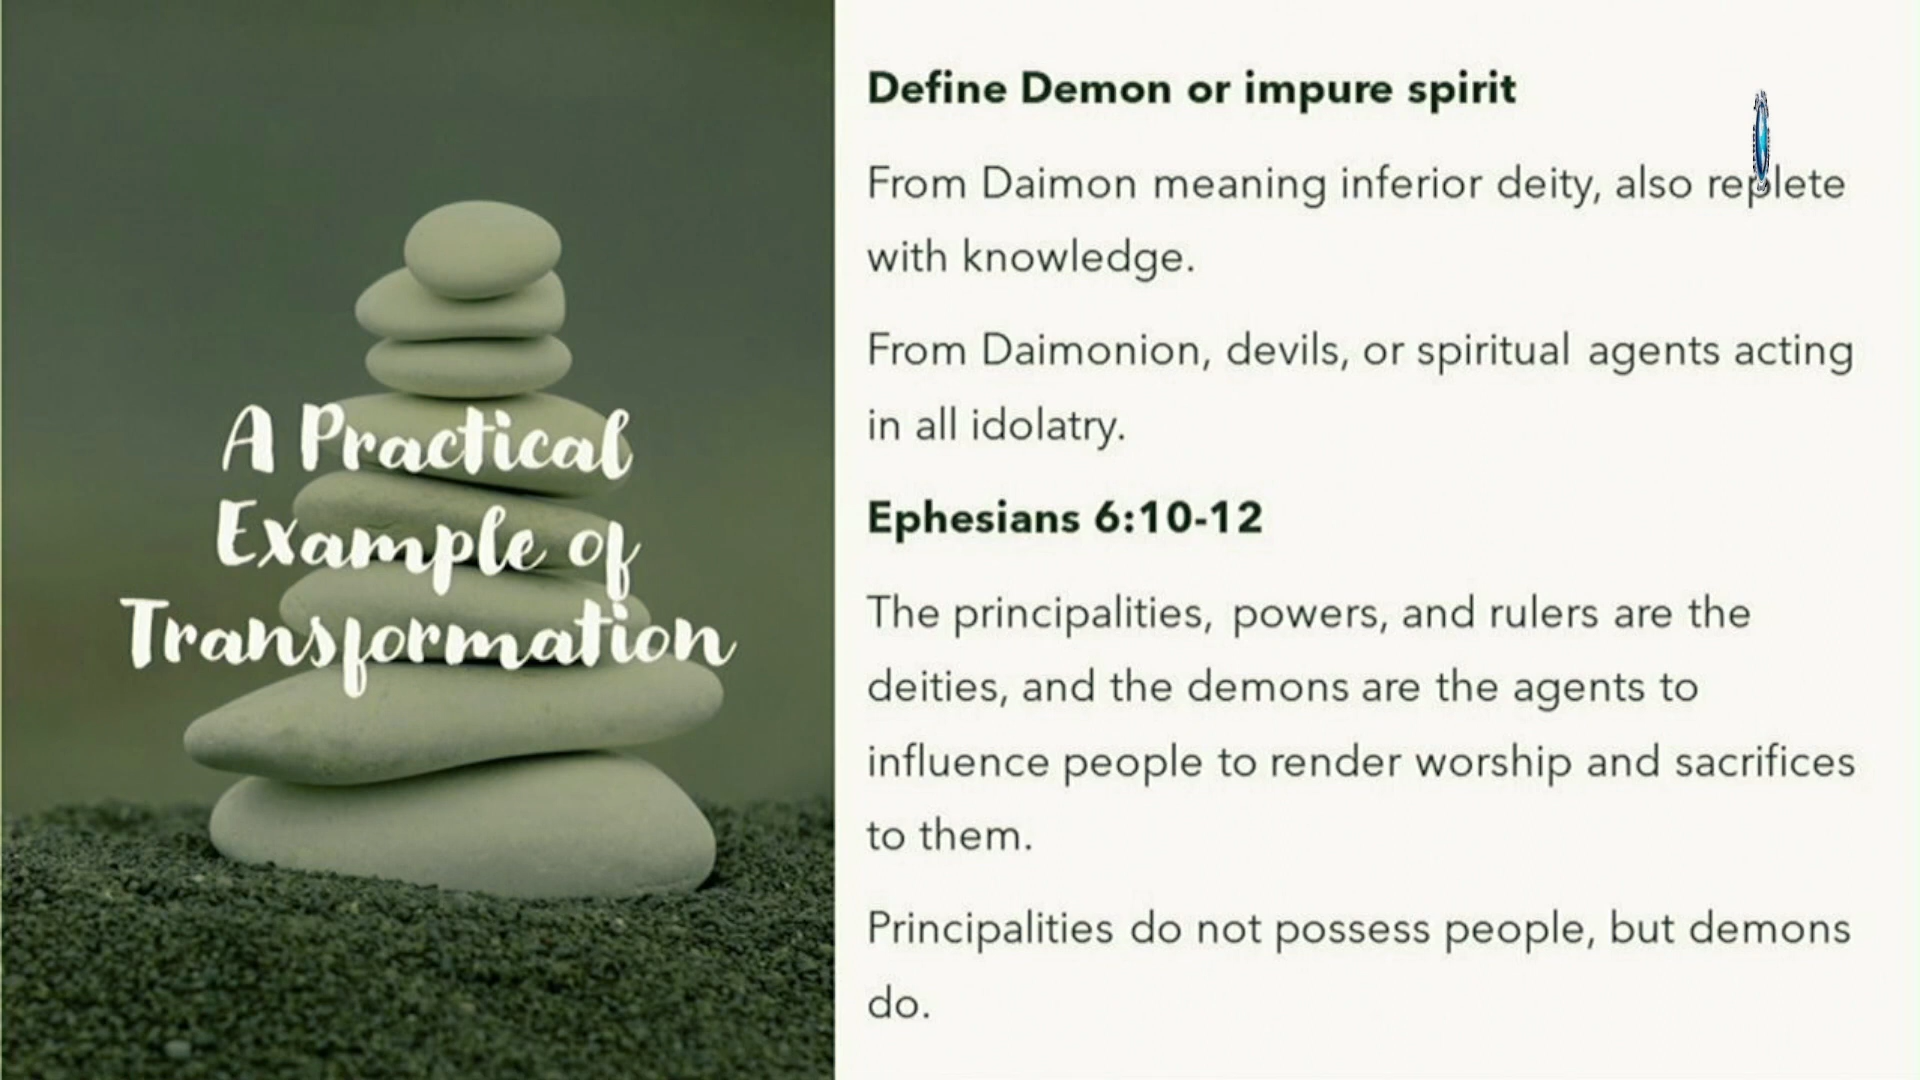 A Practical
Example of
Transformation
Define Demon or impure spirit
From Daimon meaning inferior deity, also replete
with knowledge.
From Daimonion, devils, or spiritual agents acting
in all idolatry.
Ephesians 6:10-12
The principalities, powers, and rulers are the
deities, and the demons are the agents to
influence people to render worship and sacrifices
to them.
Principalities do not possess people, but demons
do.